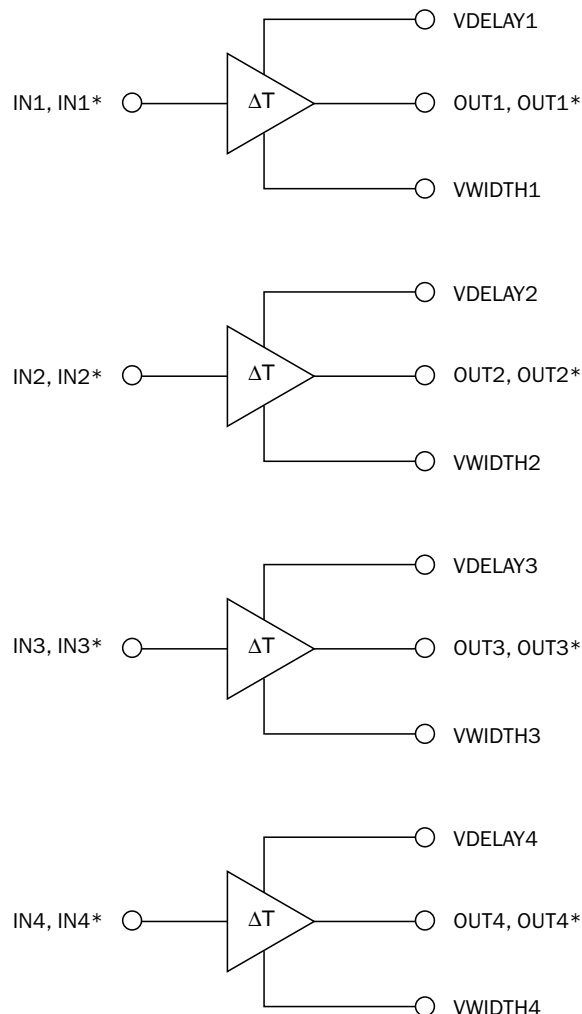 VDELAY1
IN1, IN1*
ΔT
OUT1, OUT1*
VWIDTH1
VDELAY2
IN2, IN2*
ΔT
OUT2, OUT2*
VWIDTH2
VDELAY3
IN3, IN3*
ΔT
OUT3, OUT3*
VWIDTH3
VDELAY4
IN4, IN4*
ΔT
OUT4, OUT4*
VWIDTH4